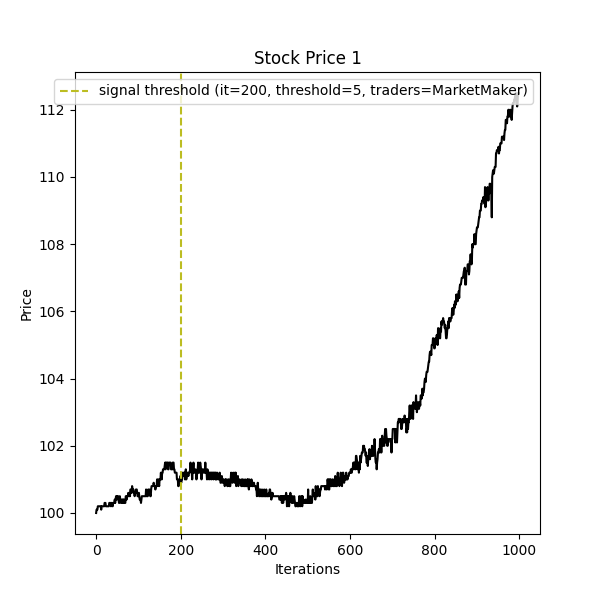 Stock Price 1
signal threshold (it=200, threshold=5, traders=MarketMaker)
112
110
108
106
104
102
100
Price
0 200 400 600 800 1000
Iterations